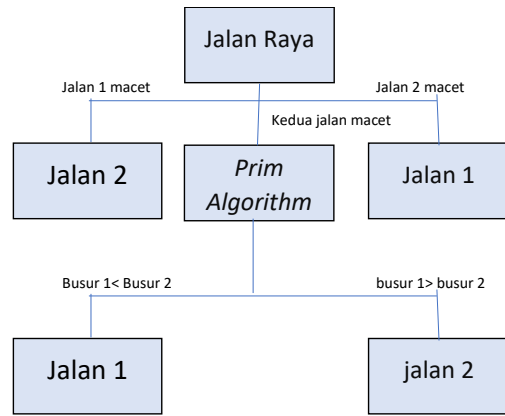 Jalan Raya
Jalan 1 macet
Jalan 2 macet
Kedua jalan macet
Jalan 2
Prim
Algorithm
Jalan 1
Busur 1< Busur 2
busur 1> busur 2
Jalan 1
jalan 2